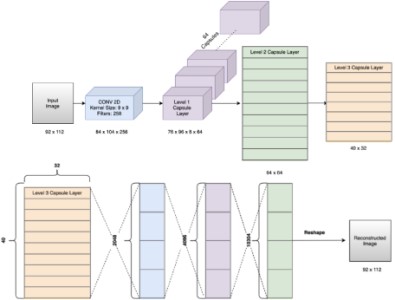 64
Capsules
Level 2 Capsule Layer
Level 3 Capsule Layer
Input
Image
CONV 2D
Kernel Size: 9 x 9
Filters: 256
Level 1
Capsule
Layer
92 x 112
84 x 104 x 256
76 x 96 x 8 x 64
64 x 64
40 x 32
32
Level 3 Capsule Layer
40
2048
4096
10304
Reshape
Reconstructed
Image
92 x 112